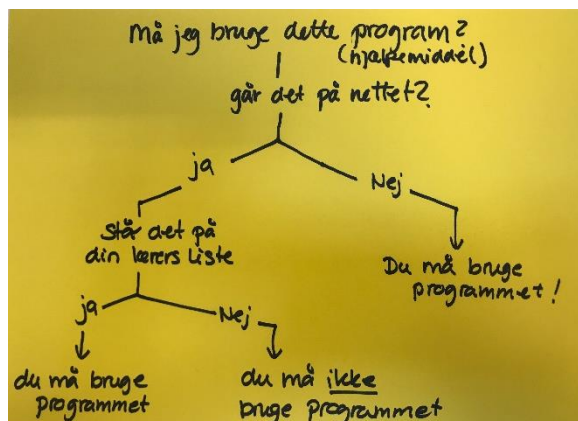 Må jeg bruge dette program?
(hjælpemiddel)
går det på nettet?
ja
Nej
Står det på
din lærers liste
Du må bruge
programmet!
ja
Nej
du må bruge
programmet
du må ikke
bruge programmet